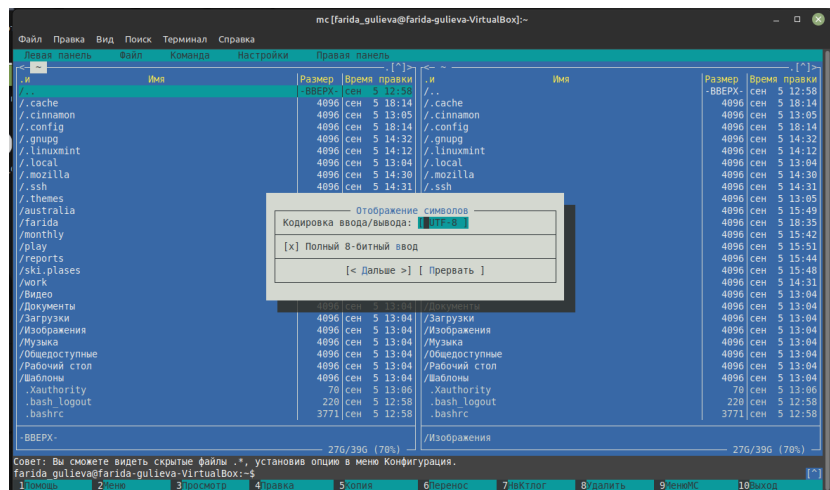 mc [farida_gulieva@farida-gulieva-VirtualBox]:~
Файл Правка Вид Поиск Терминал Справка
Левая панель Файл Команда Настройки Правая панель
<— ~ .[^]> <— ~ .[^]>
.и Имя Размер Время правки .и Имя Размер Время правки
/.. -ВВЕРХ- сен 5 12:58 /.. -ВВЕРХ- сен 5 12:58
/.cache 4096 сен 5 18:14 /.cache 4096 сен 5 18:14
/.cinnamon 4096 сен 5 13:05 /.cinnamon 4096 сен 5 13:05
/.config 4096 сен 5 18:14 /.config 4096 сен 5 18:14
/.gnupg 4096 сен 5 14:32 /.gnupg 4096 сен 5 14:32
/.linuxmint 4096 сен 5 14:12 /.linuxmint 4096 сен 5 14:12
/.local 4096 сен 5 13:04 /.local 4096 сен 5 13:04
/.mozilla 4096 сен 5 14:30 /.mozilla 4096 сен 5 14:30
/.ssh 4096 сен 5 14:31 /.ssh 4096 сен 5 14:31
/.themes 4096 сен 5 13:05
/australia Отображение символов 4096 сен 5 15:49
/farida Кодировка ввода/вывода: [ UTF-8 ] 4096 сен 5 18:35
/monthly 4096 сен 5 15:42
/play [x] Полный 8-битный ввод 4096 сен 5 15:51
/reports 4096 сен 5 15:44
/ski.plases [< Дальше >] [ Прервать ] 4096 сен 5 15:48
/work 4096 сен 5 14:31
/Видео 4096 сен 5 13:04
/Документы 4096 сен 5 13:04 /Документы 4096 сен 5 13:04
/Загрузки 4096 сен 5 13:04 /Загрузки 4096 сен 5 13:04
/Изображения 4096 сен 5 13:04 /Изображения 4096 сен 5 13:04
/Музыка 4096 сен 5 13:04 /Музыка 4096 сен 5 13:04
/Общедоступные 4096 сен 5 13:04 /Общедоступные 4096 сен 5 13:04
/Рабочий стол 4096 сен 5 13:04 /Рабочий стол 4096 сен 5 13:04
/Шаблоны 4096 сен 5 13:04 /Шаблоны 4096 сен 5 13:04
.Xauthority 70 сен 5 13:06 .Xauthority 70 сен 5 13:06
.bash_logout 220 сен 5 12:58 .bash_logout 220 сен 5 12:58
.bashrc 3771 сен 5 12:58 .bashrc 3771 сен 5 12:58
-ВВЕРХ- /Изображения
27G/39G (70%) 27G/39G (70%)
Совет: Вы сможете видеть скрытые файлы .*, установив опцию в меню Конфигурация.
farida_gulieva@farida-gulieva-VirtualBox:~$ [^]
1Помощь 2Меню 3Просмотр 4Правка 5Копия 6Перенос 7НвКтлог 8Удалить 9МенюМС 10Выход